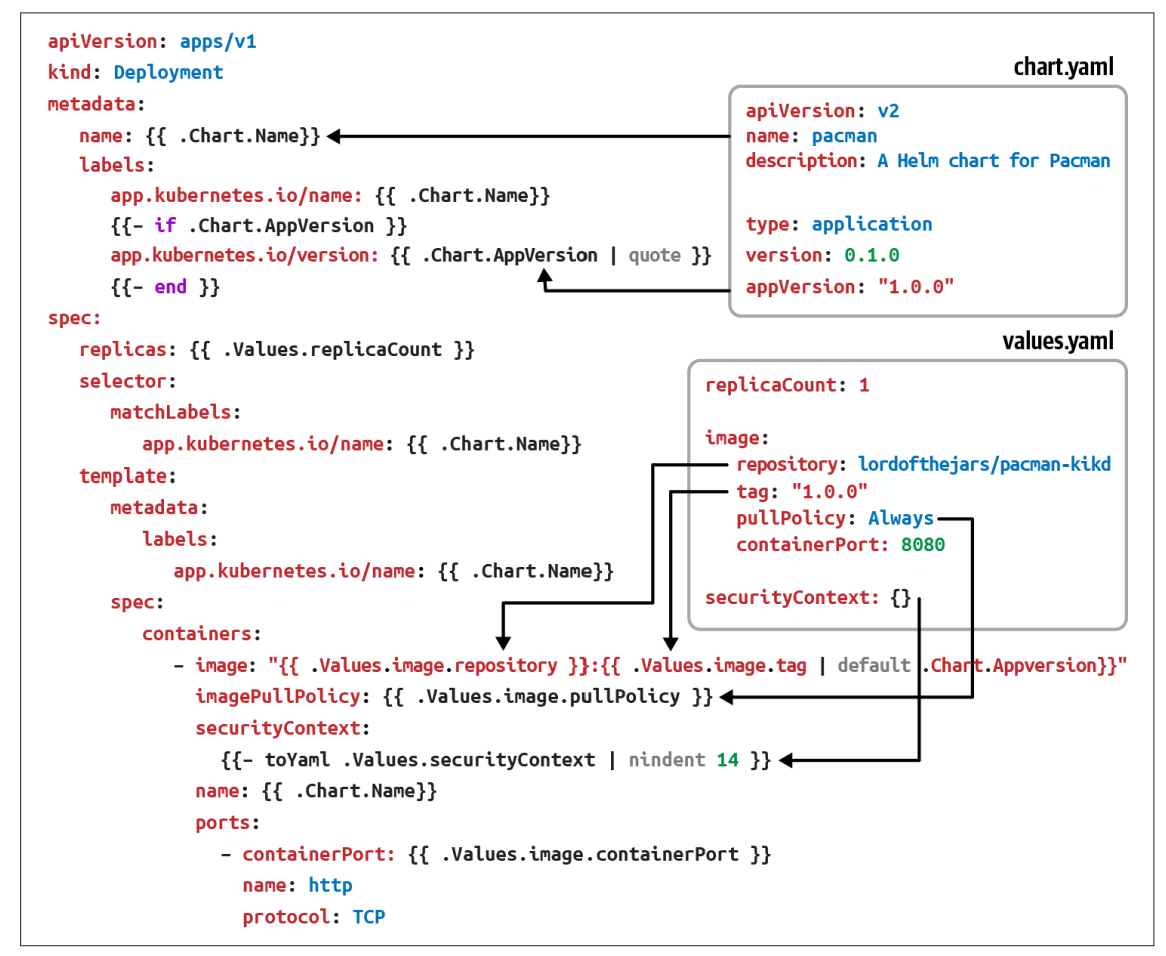 apiVersion: apps/v1
kind: Deployment
metadata:
name: {{ .Chart.Name}}
labels:
app.kubernetes.io/name: {{ .Chart.Name}}
{{- if .Chart.AppVersion }}
app.kubernetes.io/version: {{ .Chart.AppVersion | quote }}
{{- end }}
spec:
replicas: {{ .Values.replicaCount }}
selector:
matchLabels:
app.kubernetes.io/name: {{ .Chart.Name}}
template:
metadata:
labels:
app.kubernetes.io/name: {{ .Chart.Name}}
spec:
containers:
- image: "{{ .Values.image.repository }}:{{ .Values.image.tag | default .Chart.Appversion}}"
imagePullPolicy: {{ .Values.image.pullPolicy }}
securityContext:
{{- toYaml .Values.securityContext | nindent 14 }}
name: {{ .Chart.Name}}
ports:
- containerPort: {{ .Values.image.containerPort }}
name: http
protocol: TCP
chart.yaml
apiVersion: v2
name: pacman
description: A Helm chart for Pacman
type: application
version: 0.1.0
appVersion: "1.0.0"
values.yaml
replicaCount: 1
image:
repository: lordofthejars/pacman-kikd
tag: "1.0.0"
pullPolicy: Always
containerPort: 8080
securityContext: {}